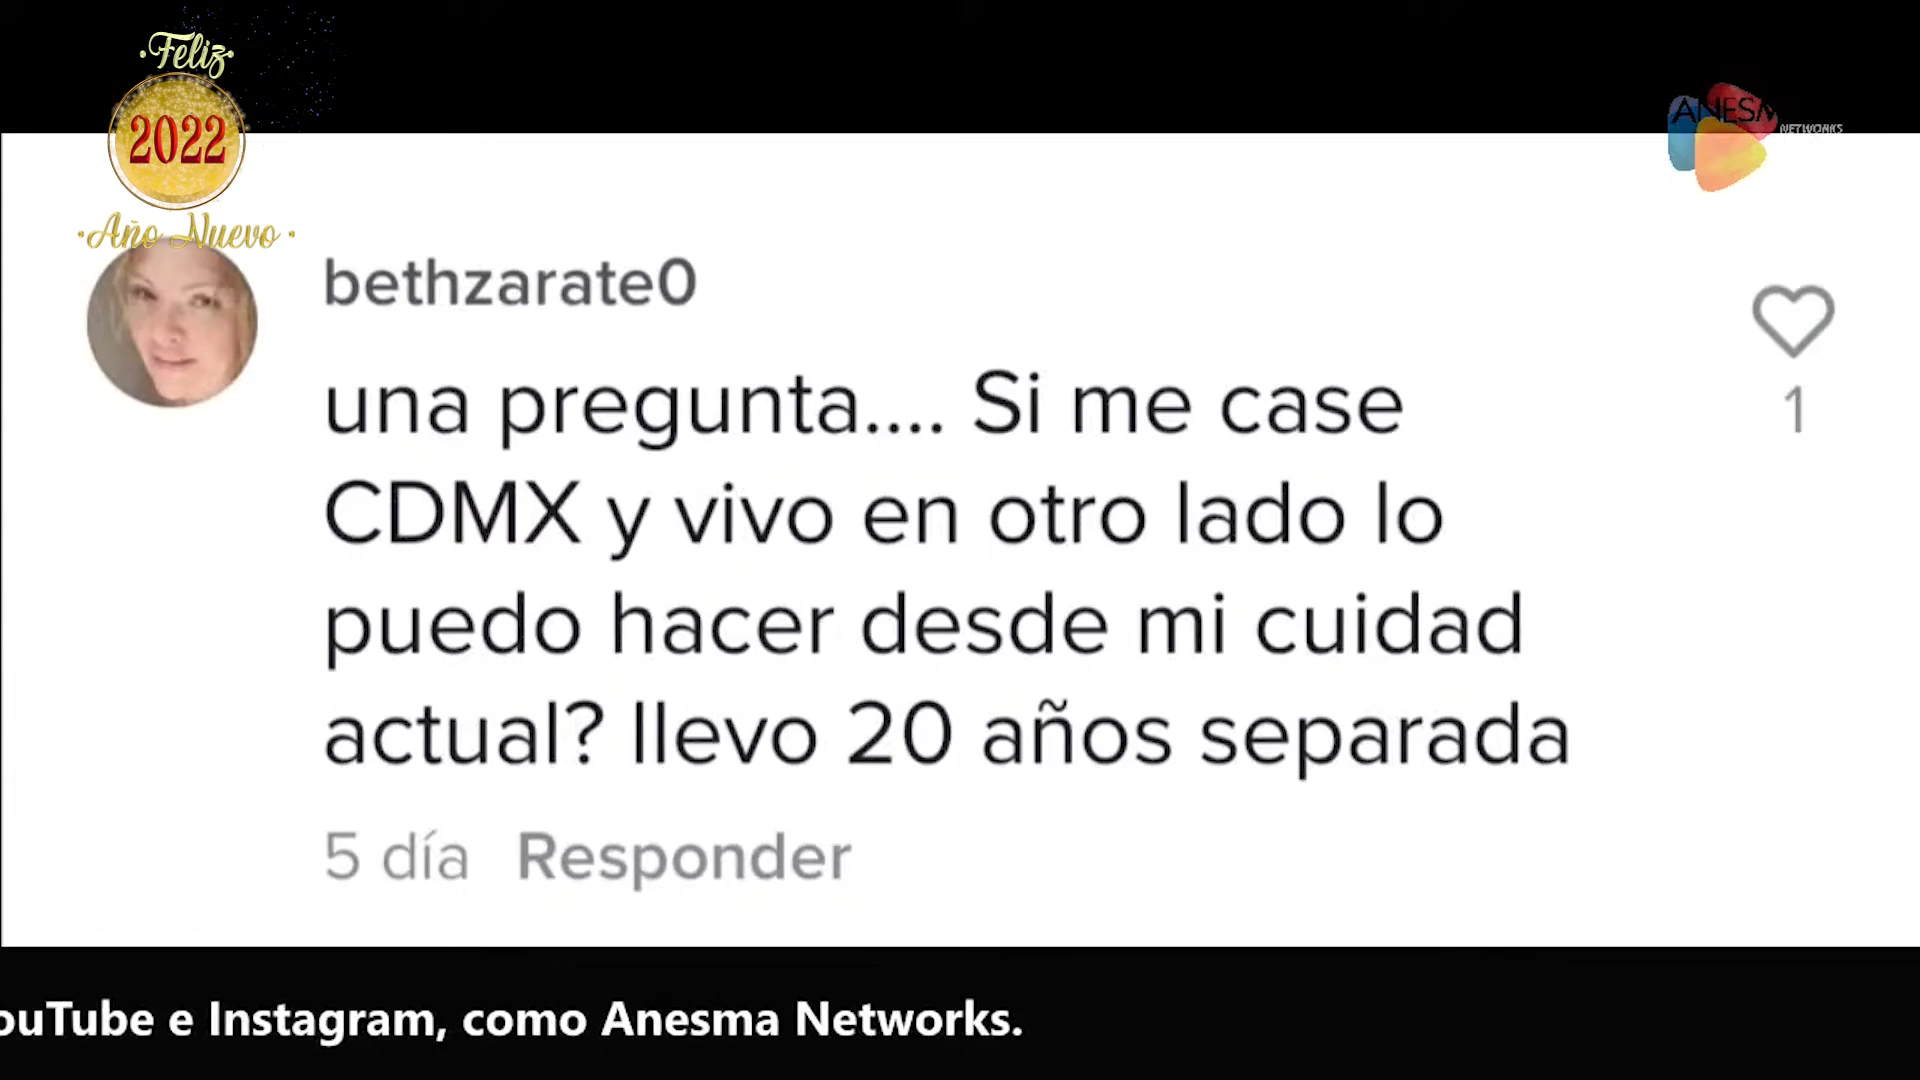 ·Feliz·
2022
·Año Nuevo·
ANESM
NETWORKS
bethzarate0
una pregunta.... Si me case
CDMX y vivo en otro lado lo
puedo hacer desde mi cuidad
actual? llevo 20 años separada
1
5 día Responder
ouTube e Instagram, como Anesma Networks.